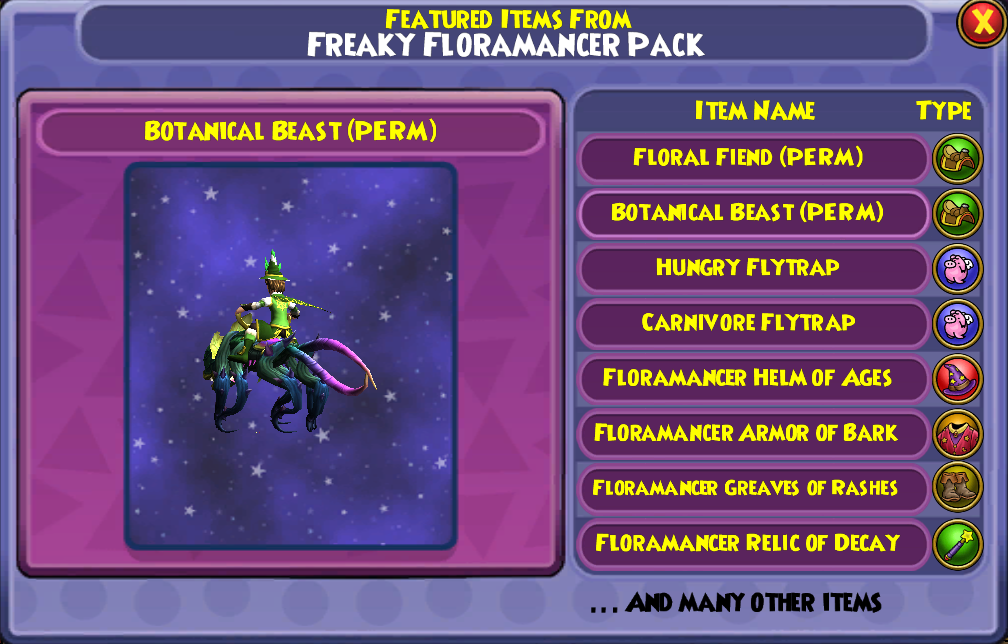 FEATURED ITEMS FROM
FREAKY FLORAMANCER PACK
X
BOTANICAL BEAST (PERM)
ITEM NAME TYPE
FLORAL FIEND (PERM)
BOTANICAL BEAST (PERM)
HUNGRY FLYTRAP
CARNIVORE FLYTRAP
FLORAMANCER HELM OF AGES
FLORAMANCER ARMOR OF BARK
FLORAMANCER GREAVES OF RASHES
FLORAMANCER RELIC OF DECAY
... AND MANY OTHER ITEMS